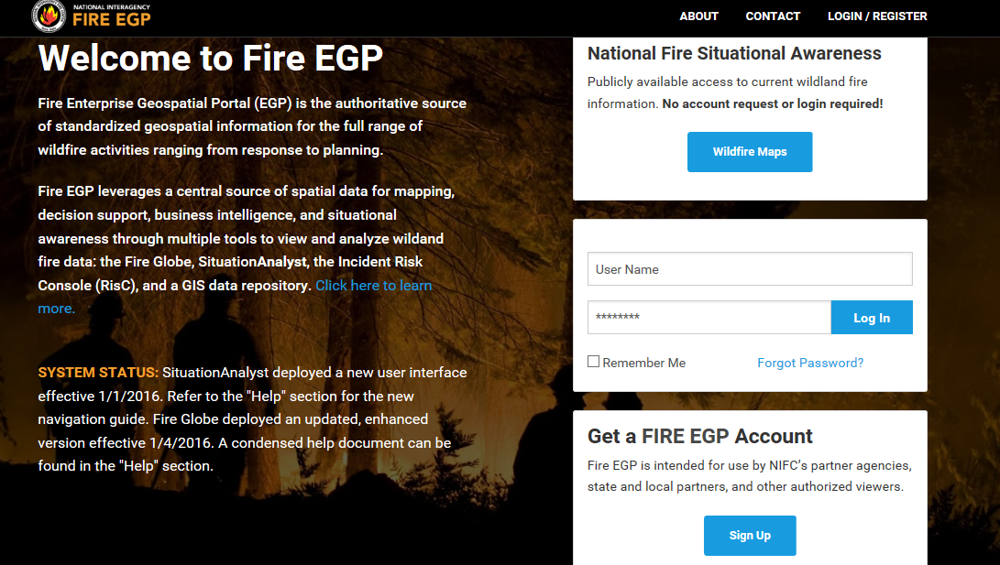 NATIONAL INTERAGENCY
FIRE EGP
ABOUT
CONTACT
LOGIN / REGISTER
Welcome to Fire EGP
Fire Enterprise Geospatial Portal (EGP) is the authoritative source
of standardized geospatial information for the full range of
wildfire activities ranging from response to planning.
Fire EGP leverages a central source of spatial data for mapping,
decision support, business intelligence, and situational
awareness through multiple tools to view and analyze wildand
fire data: the Fire Globe, SituationAnalyst, the Incident Risk
Console (RisC), and a GIS data repository. Click here to learn
more.
SYSTEM STATUS: SituationAnalyst deployed a new user interface
effective 1/1/2016. Refer to the "Help" section for the new
navigation guide. Fire Globe deployed an updated, enhanced
version effective 1/4/2016. A condensed help document can be
found in the "Help" section.
National Fire Situational Awareness
Publicly available access to current wildland fire
information. No account request or login required!
Wildfire Maps
User Name
********
Log In
Remember Me
Forgot Password?
Get a FIRE EGP Account
Fire EGP is intended for use by NIFC’s partner agencies,
state and local partners, and other authorized viewers.
Sign Up